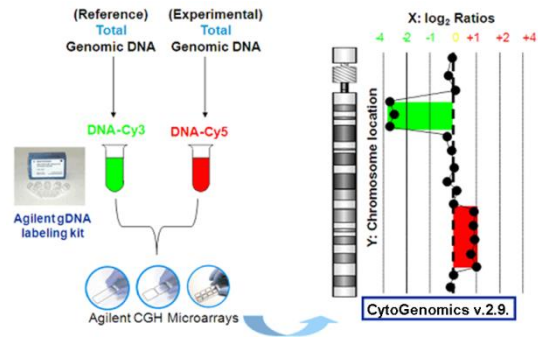 (Reference)
Total
Genomic DNA
(Experimental)
Total
Genomic DNA
DNA-Cy3
DNA-Cy5
Agilent gDNA
labeling kit
Agilent CGH Microarrays
X: log2 Ratios
-4 -2 -1 0 +1 +2 +4
Y: Chromosome location
CytoGenomics v.2.9.